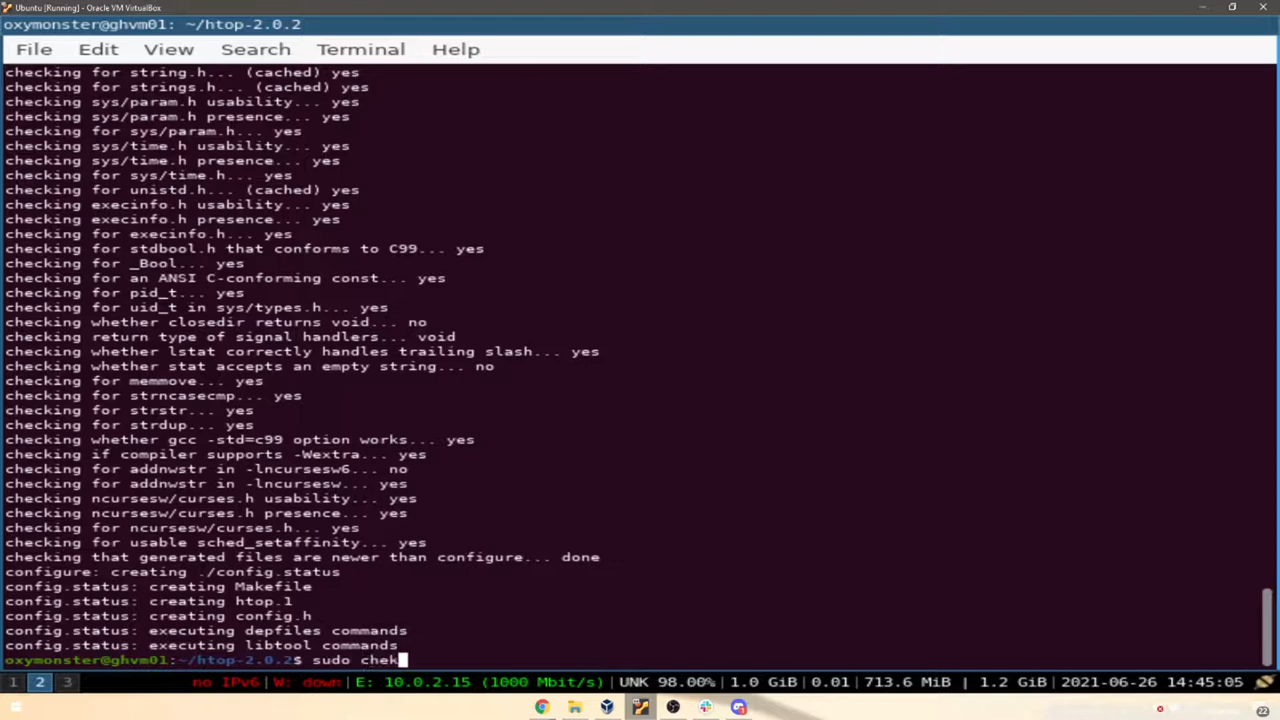 Ubuntu [Running] - Oracle VM VirtualBox
oxymonster@ghvm01: ~/htop-2.0.2
File Edit View Search Terminal Help
checking for string.h... (cached) yes
checking for strings.h... (cached) yes
checking sys/param.h usability... yes
checking sys/param.h presence... yes
checking for sys/param.h... yes
checking sys/time.h usability... yes
checking sys/time.h presence... yes
checking for sys/time.h... yes
checking for unistd.h... (cached) yes
checking execinfo.h usability... yes
checking execinfo.h presence... yes
checking for execinfo.h... yes
checking for stdbool.h that conforms to C99... yes
checking for _Bool... yes
checking for an ANSI C-conforming const... yes
checking for pid_t... yes
checking for uid_t in sys/types.h... yes
checking whether closedir returns void... no
checking return type of signal handlers... void
checking whether lstat correctly handles trailing slash... yes
checking whether stat accepts an empty string... no
checking for memmove... yes
checking for strncasecmp... yes
checking for strstr... yes
checking for strdup... yes
checking whether gcc -std=c99 option works... yes
checking if compiler supports -Wextra... yes
checking for addnwstr in -lncursesw6... no
checking for addnwstr in -lncursesw... yes
checking ncursesw/curses.h usability... yes
checking ncursesw/curses.h presence... yes
checking for ncursesw/curses.h... yes
checking for usable sched_setaffinity... yes
checking that generated files are newer than configure... done
configure: creating ./config.status
config.status: creating Makefile
config.status: creating htop.1
config.status: creating config.h
config.status: executing depfiles commands
config.status: executing libtool commands
oxymonster@ghvm01:~/htop-2.0.2$ sudo chek
1 2 3 no IPv6|W: down|E: 10.0.2.15 (1000 Mbit/s)|UNK 98.00%|1.0 GiB|0.01|713.6 MiB | 1.2 GiB|2021-06-26 14:45:05
22